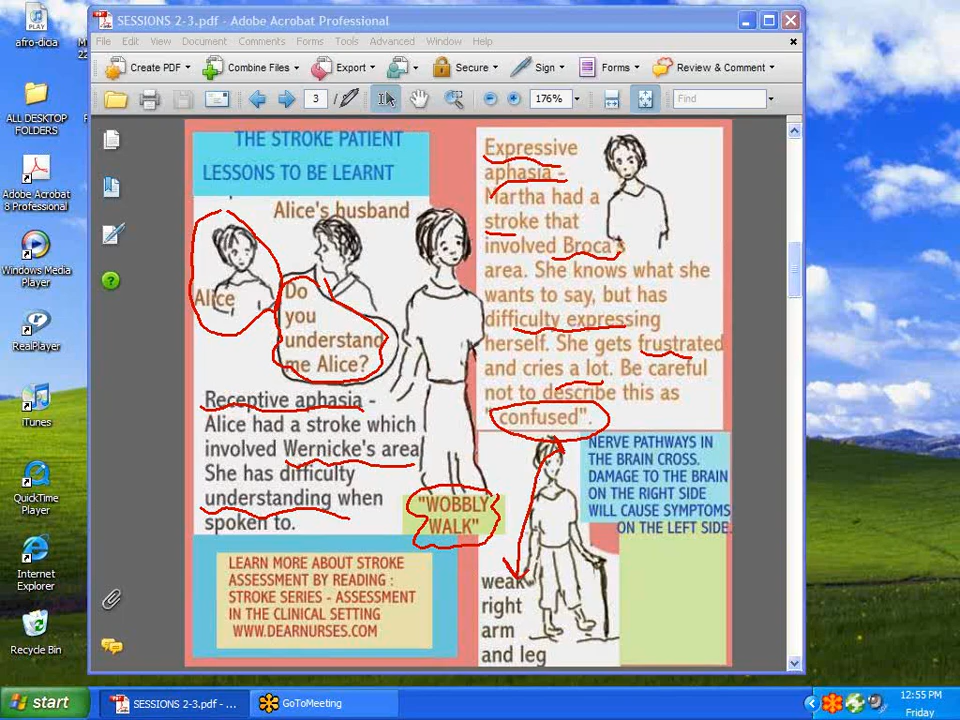 SESSIONS 2-3.pdf - Adobe Acrobat Professional
File Edit View Document Comments Forms Tools Advanced Window Help
Create PDF Combine Files Export Secure Sign Forms Review & Comment
3 / 176% Find
afro-dicia
ALL DESKTOP
FOLDERS
Adobe Acrobat
8 Professional
Windows Media
Player
RealPlayer
iTunes
QuickTime
Player
Internet
Explorer
Recycle Bin
THE STROKE PATIENT
LESSONS TO BE LEARNT
Alice's husband
Alice
Do
you
understand
me Alice?
Receptive aphasia -
Alice had a stroke which
involved Wernicke's area
She has difficulty
understanding when
spoken to.
"WOBBLY
WALK"
LEARN MORE ABOUT STROKE
ASSESSMENT BY READING :
STROKE SERIES - ASSESSMENT
IN THE CLINICAL SETTING
WWW.DEARNURSES.COM
Expressive
aphasia -
Martha had a
stroke that
involved Broca's
area. She knows what she
wants to say, but has
difficulty expressing
herself. She gets frustrated
and cries a lot. Be careful
not to describe this as
"confused".
NERVE PATHWAYS IN
THE BRAIN CROSS.
DAMAGE TO THE BRAIN
ON THE RIGHT SIDE
WILL CAUSE SYMPTOMS
ON THE LEFT SIDE.
weak
right
arm
and leg
start
SESSIONS 2-3.pdf - ...
GoToMeeting
12:55 PM
Friday